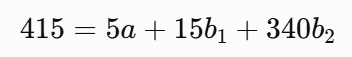 415 = 5a + 15b₁ + 340b₂